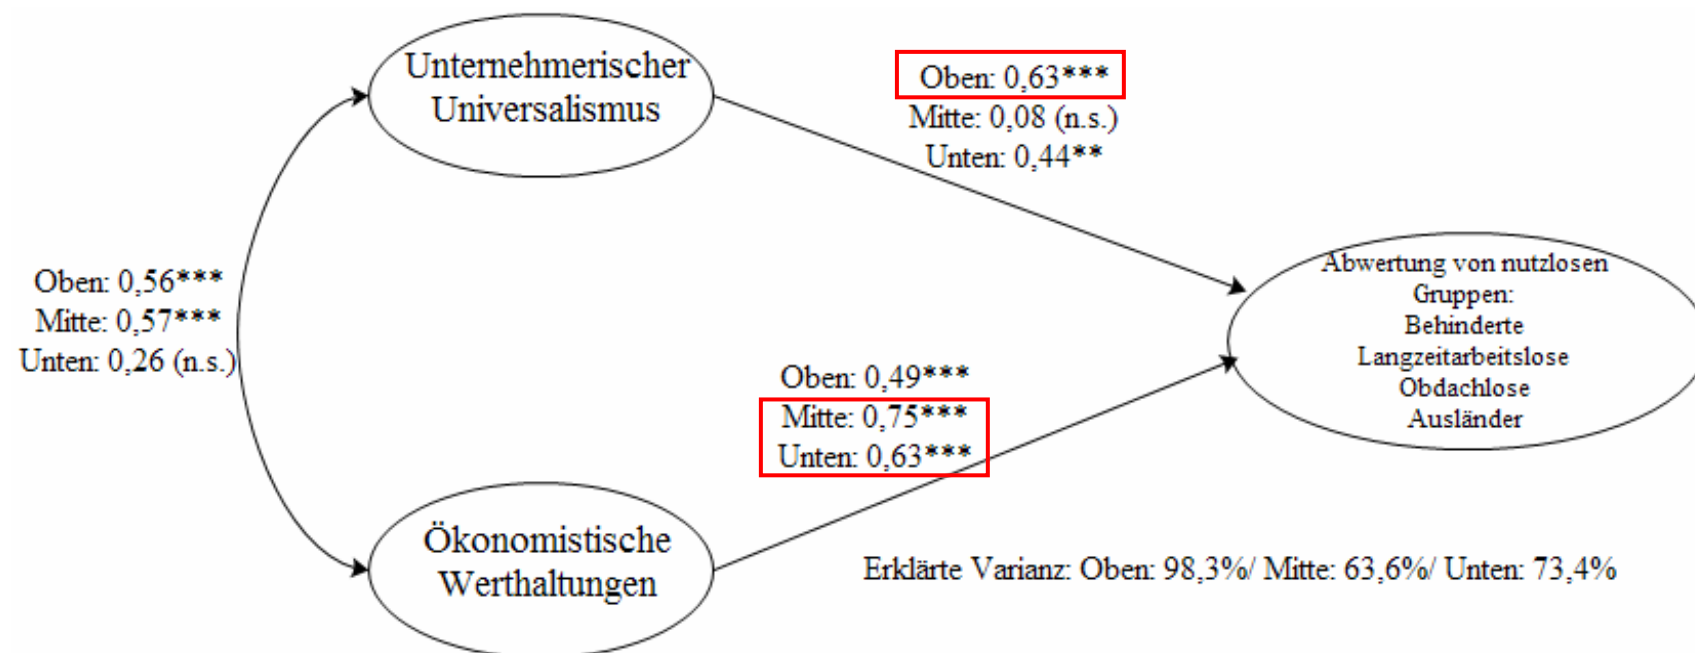 Unternehmerischer
Universalismus
Oben: 0,63***
Mitte: 0,08 (n.s.)
Unten: 0,44**
Oben: 0,56***
Mitte: 0,57***
Unten: 0,26 (n.s.)
Abwertung von nutzlosen
Gruppen:
Behinderte
Langzeitarbeitslose
Obdachlose
Ausländer
Oben: 0,49***
Mitte: 0,75***
Unten: 0,63***
Ökonomistische
Werthaltungen
Erklärte Varianz: Oben: 98,3%/ Mitte: 63,6%/ Unten: 73,4%